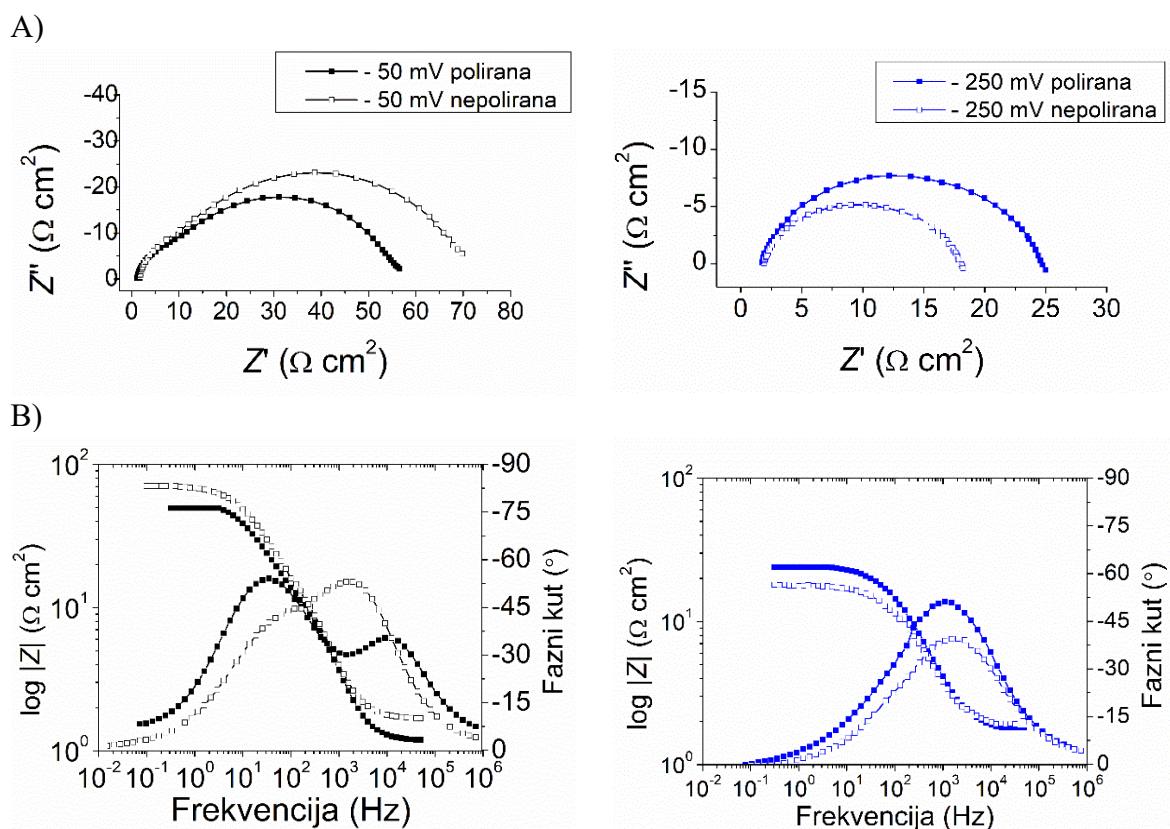 A)
- 50 mV polirana
- 50 mV nepolirana
-40
-30
-20
-10
0
Z'' (Ω cm²)
0 10 20 30 40 50 60 70 80
Z' (Ω cm²)
- 250 mV polirana
- 250 mV nepolirana
-15
-10
-5
0
Z'' (Ω cm²)
0 5 10 15 20 25 30
Z' (Ω cm²)
B)
10²
10¹
10⁰
log |Z| (Ω cm²)
-90
-75
-60
-45
-30
-15
0
Fazni kut (°)
10⁻² 10⁻¹ 10⁰ 10¹ 10² 10³ 10⁴ 10⁵ 10⁶
Frekvencija (Hz)
10²
10¹
10⁰
log |Z| (Ω cm²)
-90
-75
-60
-45
-30
-15
0
Fazni kut (°)
10⁻² 10⁻¹ 10⁰ 10¹ 10² 10³ 10⁴ 10⁵ 10⁶
Frekvencija (Hz)